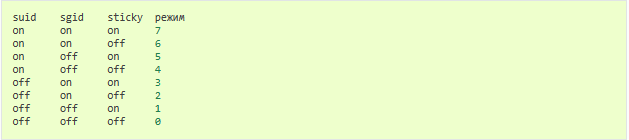 suid sgid sticky режим
on on on 7
on on off 6
on off on 5
on off off 4
off on on 3
off on off 2
off off on 1
off off off 0